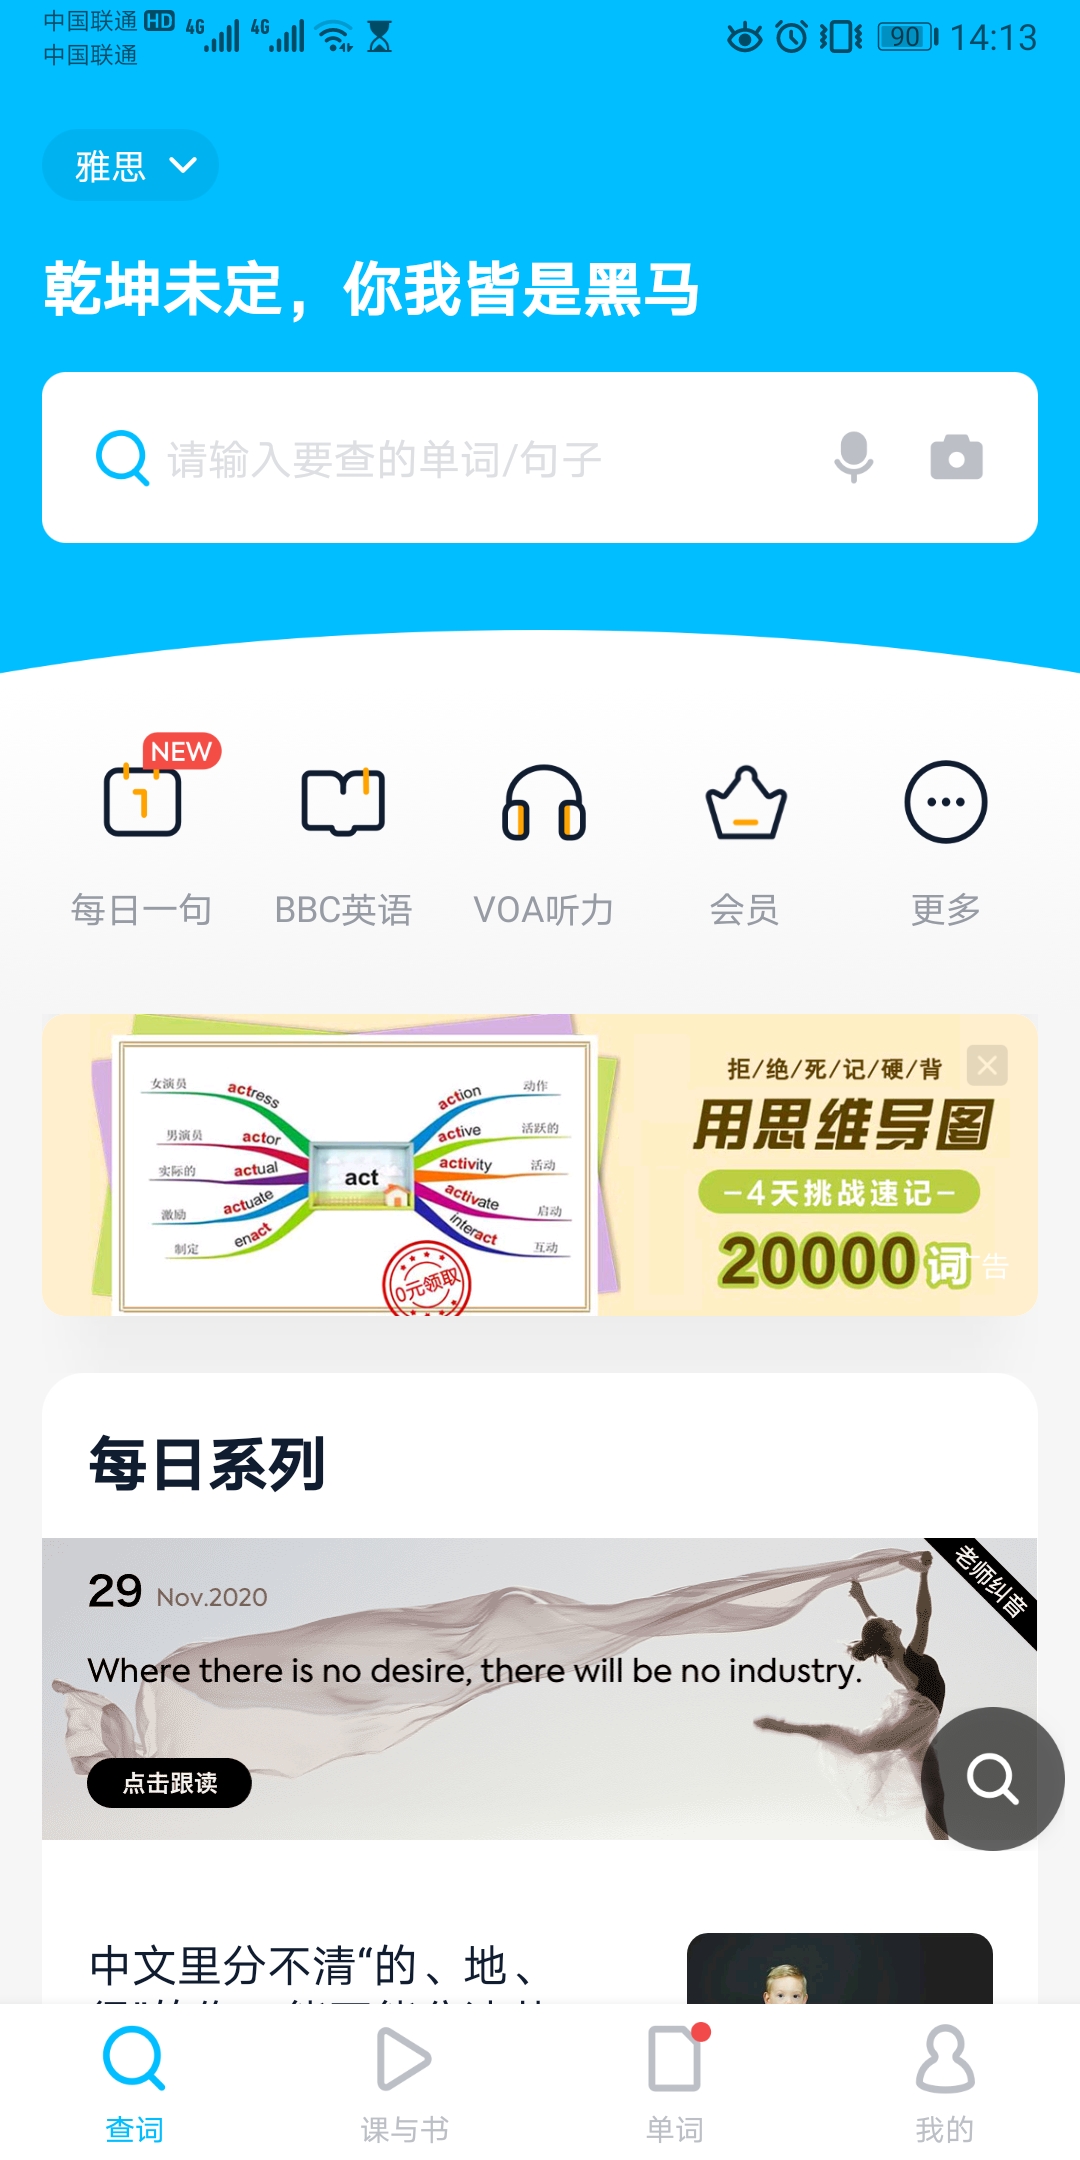 中国联通 HD 4G 4G 90 14:13
中国联通
雅思
乾坤未定，你我皆是黑马
请输入要查的单词/句子
NEW
1
每日一句 BBC英语 VOA听力 会员 更多
女演员 actress action 动作
男演员 actor active 活跃的
实际的 actual act activity 活动
激励 actuate activate 启动
制定 enact interact 互动
0元领取
拒/绝/死/记/硬/背
用思维导图
-4天挑战速记-
20000词
广告
每日系列
老师纠音
29 Nov.2020
Where there is no desire, there will be no industry.
点击跟读
中文里分不清“的、地、
查词 课与书 单词 我的